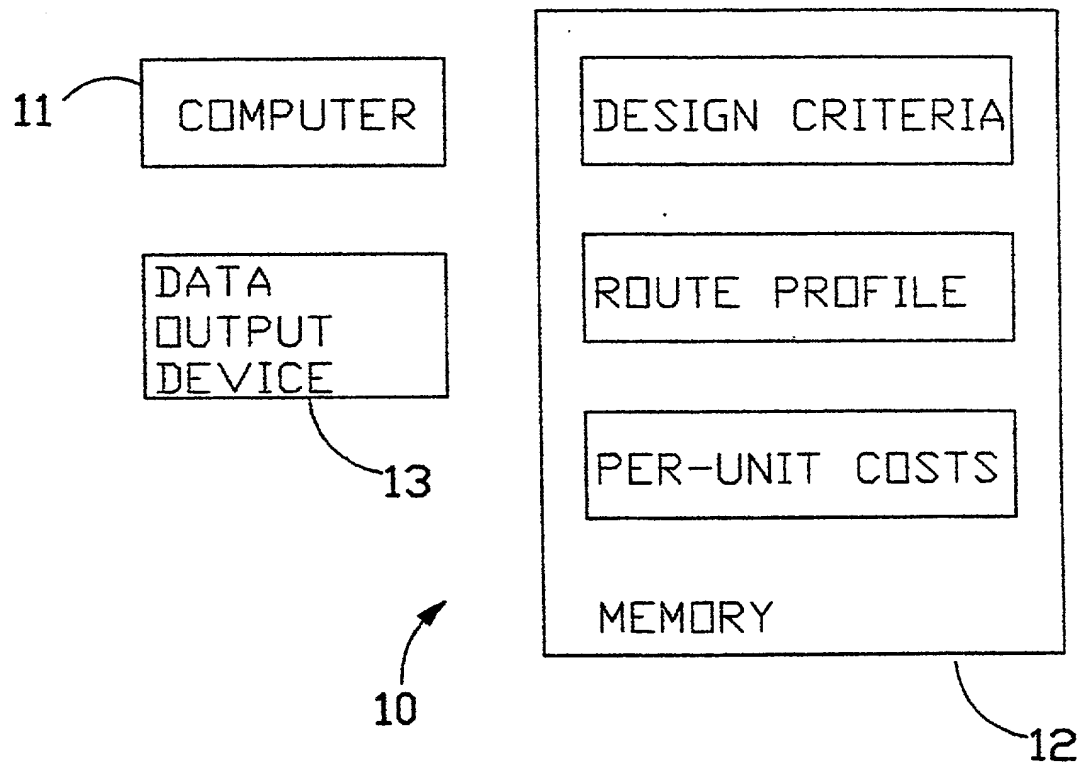 11
COMPUTER
DATA
OUTPUT
DEVICE
13
10
DESIGN CRITERIA
ROUTE PROFILE
PER-UNIT COSTS
MEMORY
12